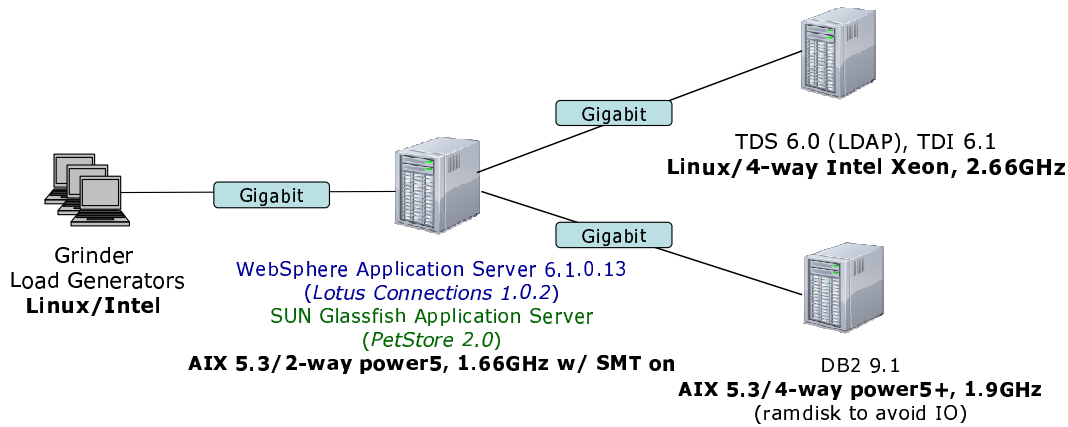 Gigabit
TDS 6.0 (LDAP), TDI 6.1
Linux/4-way Intel Xeon, 2.66GHz
Gigabit
Gigabit
Grinder
Load Generators
Linux/Intel
WebSphere Application Server 6.1.0.13
(Lotus Connections 1.0.2)
SUN Glassfish Application Server
(PetStore 2.0)
AIX 5.3/2-way power5, 1.66GHz w/ SMT on
DB2 9.1
AIX 5.3/4-way power5+, 1.9GHz
(ramdisk to avoid IO)